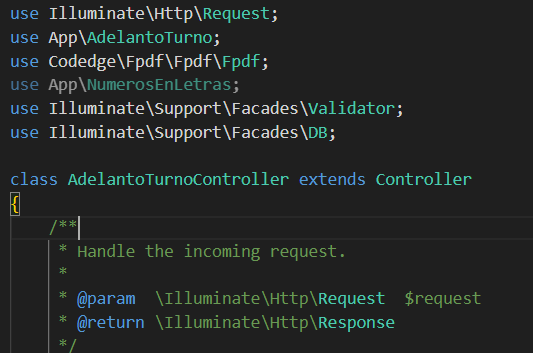 use Illuminate\Http\Request;
use App\AdelantoTurno;
use Codedge\Fpdf\Fpdf\Fpdf;
use App\NumerosEnLetras;
use Illuminate\Support\Facades\Validator;
use Illuminate\Support\Facades\DB;
class AdelantoTurnoController extends Controller
{
    /**
     * Handle the incoming request.
     *
     * @param  \Illuminate\Http\Request  $request
     * @return \Illuminate\Http\Response
     */